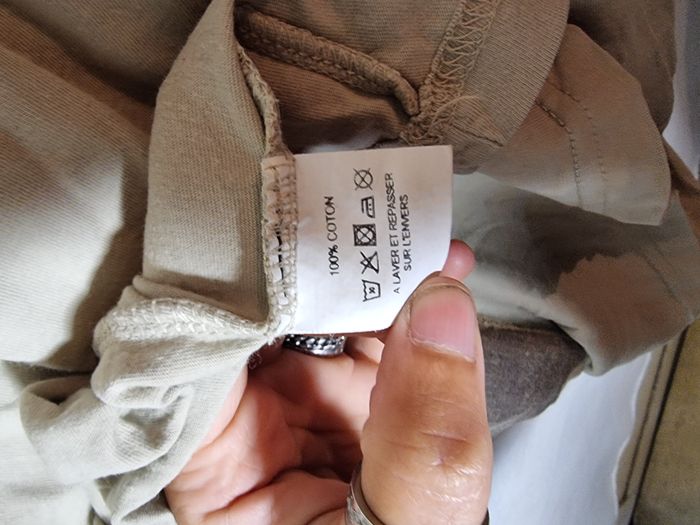 100% COTON
A LAVER ET REPASSER
SUR L'ENVERS